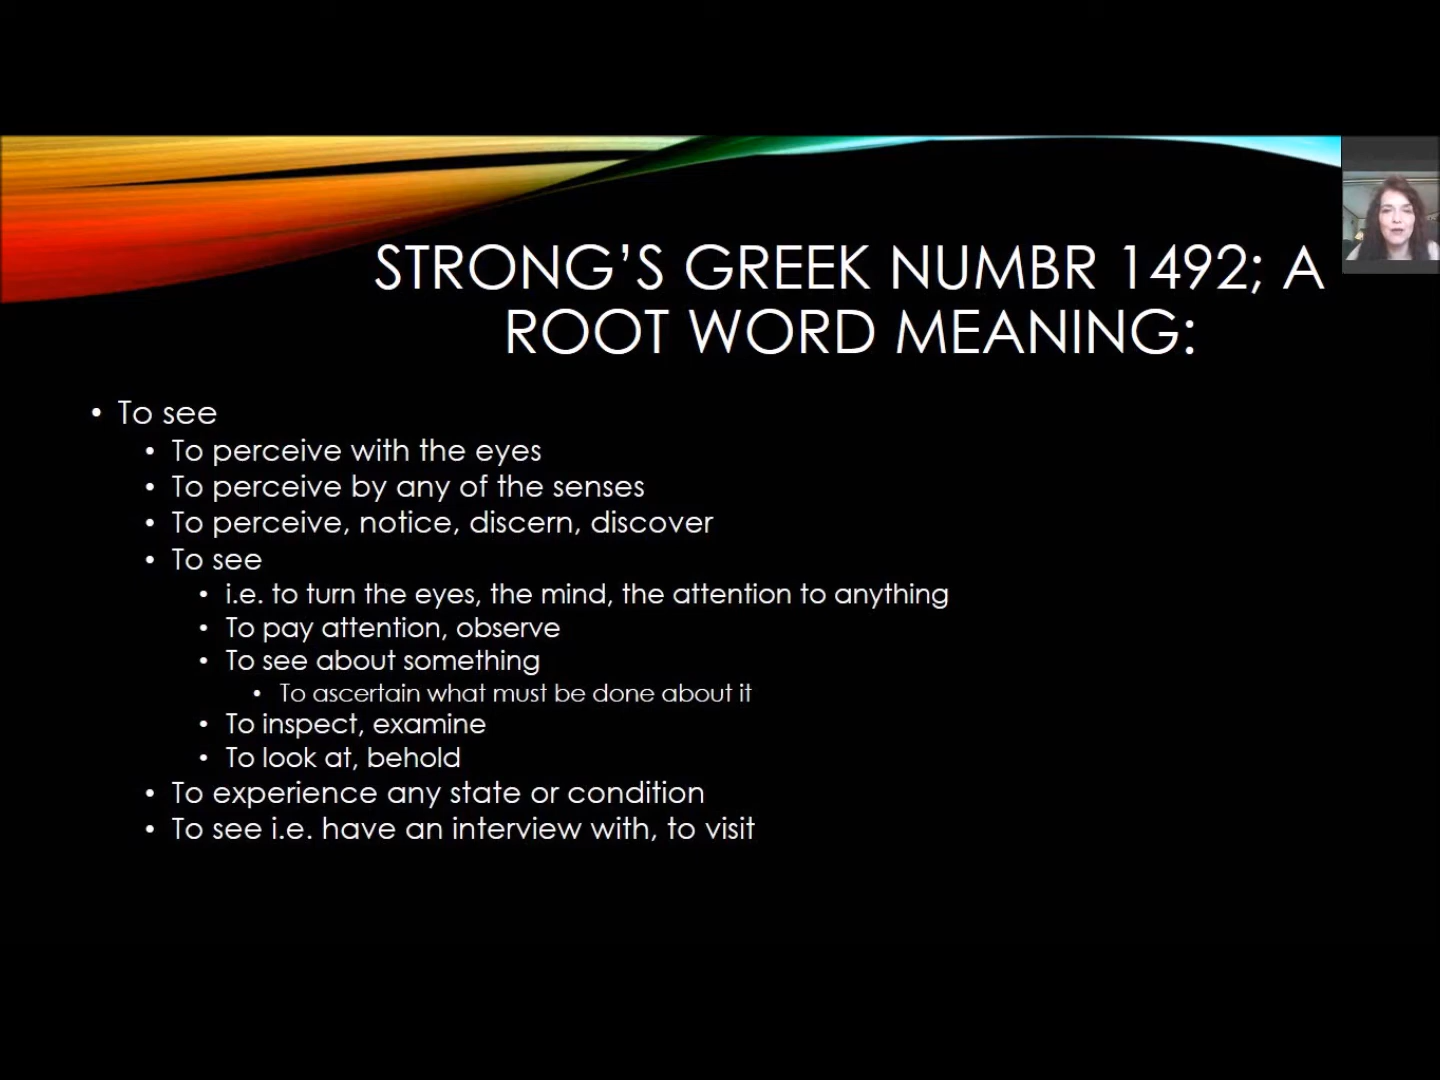 STRONG’S GREEK NUMBR 1492; A
ROOT WORD MEANING:
• To see
• To perceive with the eyes
• To perceive by any of the senses
• To perceive, notice, discern, discover
• To see
• i.e. to turn the eyes, the mind, the attention to anything
• To pay attention, observe
• To see about something
• To ascertain what must be done about it
• To inspect, examine
• To look at, behold
• To experience any state or condition
• To see i.e. have an interview with, to visit